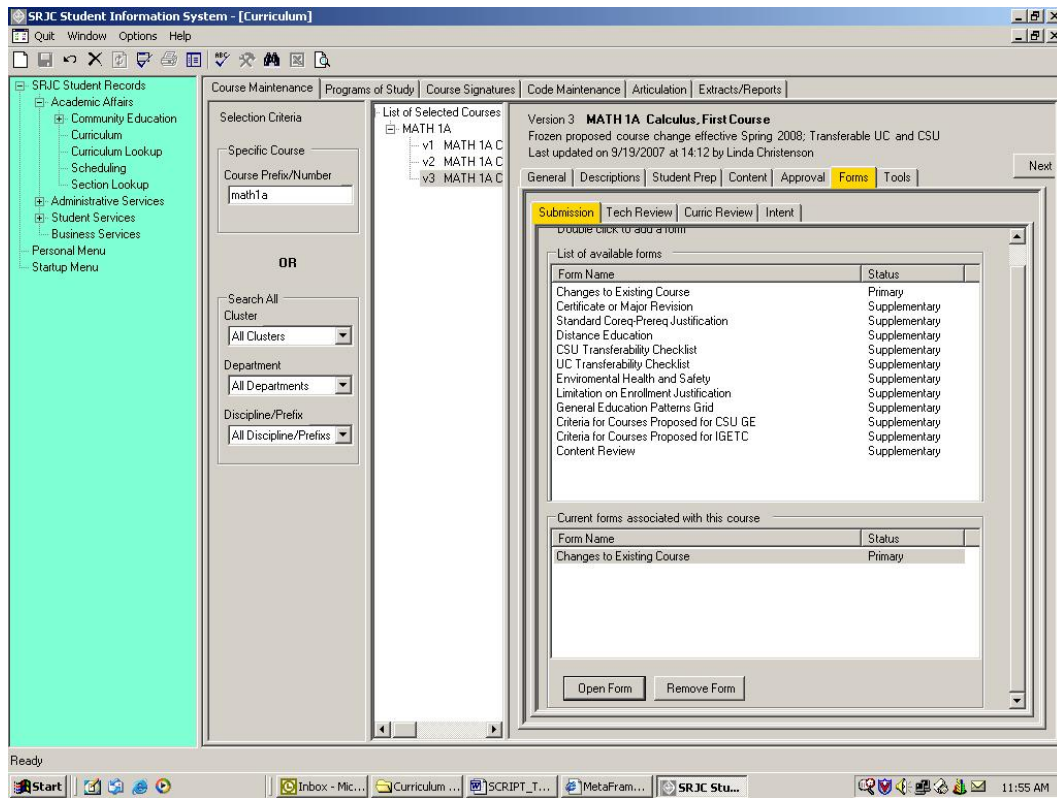 SRJC Student Information System - [Curriculum]
Quit Window Options Help
SRJC Student Records
Academic Affairs
Community Education
Curriculum
Curriculum Lookup
Scheduling
Section Lookup
Administrative Services
Student Services
Business Services
Personal Menu
Startup Menu
Course Maintenance Programs of Study Course Signatures Code Maintenance Articulation Extracts/Reports
Selection Criteria
Specific Course
Course Prefix/Number
math1a
OR
Search All
Cluster
All Clusters
Department
All Departments
Discipline/Prefix
All Discipline/Prefixs
List of Selected Courses
MATH 1A
v1 MATH 1A C
v2 MATH 1A C
v3 MATH 1A C
Version 3 MATH 1A Calculus, First Course
Frozen proposed course change effective Spring 2008; Transferable UC and CSU
Last updated on 9/19/2007 at 14:12 by Linda Christenson
Next
General Descriptions Student Prep Content Approval Forms Tools
Submission Tech Review Curric Review Intent
Double click to add a form
List of available forms
Form Name Status
Changes to Existing Course Primary
Certificate or Major Revision Supplementary
Standard Coreq-Prereq Justification Supplementary
Distance Education Supplementary
CSU Transferability Checklist Supplementary
UC Transferability Checklist Supplementary
Enviromental Health and Safety Supplementary
Limitation on Enrollment Justification Supplementary
General Education Patterns Grid Supplementary
Criteria for Courses Proposed for CSU GE Supplementary
Criteria for Courses Proposed for IGETC Supplementary
Content Review Supplementary
Current forms associated with this course
Form Name Status
Changes to Existing Course Primary
Open Form Remove Form
Ready
Start Inbox - Mic... Curriculum ... SCRIPT_T... MetaFram... SRJC Stu... 11:55 AM